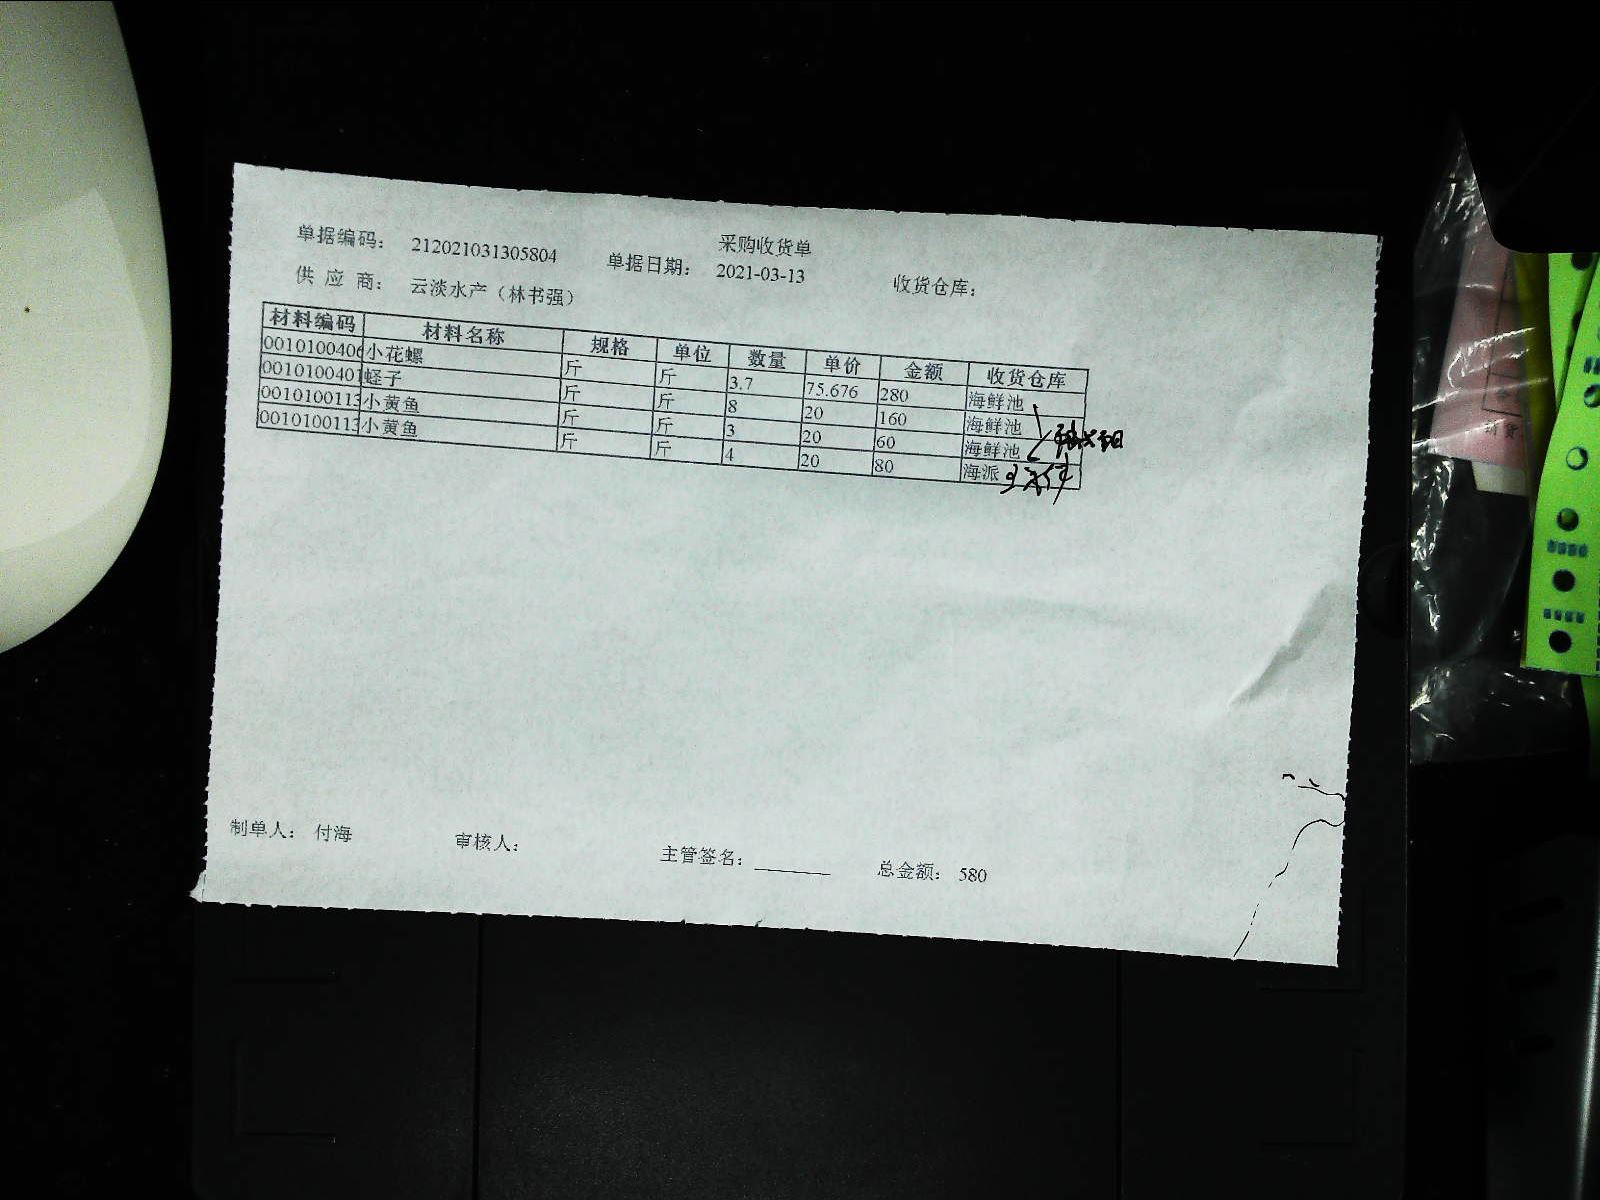 采购收货单
单据编码： 212021031305804 单据日期： 2021-03-13 收货仓库：
供 应 商： 云淡水产（林书强）
材料编码 材料名称 规格 单位 数量 单价 金额 收货仓库
0010100406 小花螺 斤 斤 3.7 75.676 280 海鲜池
0010100401 蛏子 斤 斤 8 20 160 海鲜池
0010100113 小黄鱼 斤 斤 3 20 60 海鲜池
0010100113 小黄鱼 斤 斤 4 20 80 海派
制单人： 付海 审核人： 主管签名： 总金额： 580